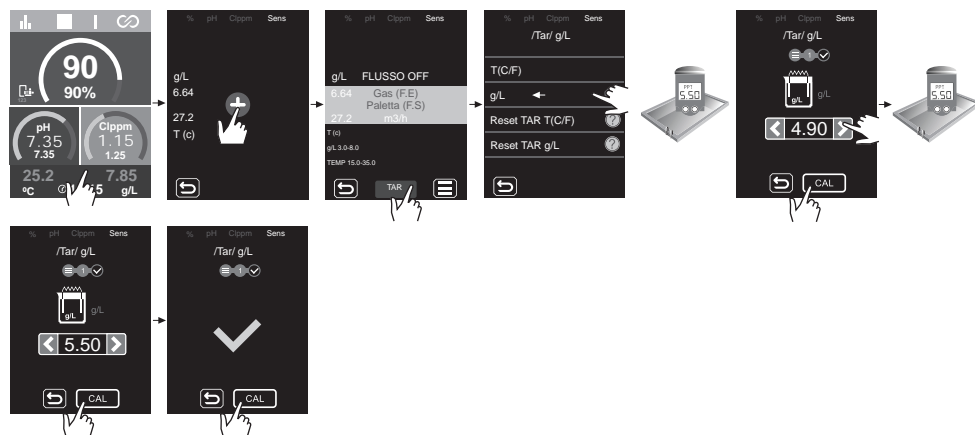 90
90%
123
pH
7.35
7.35
Clppm
1.15
1.25
25.2
7.85
ºC
5
g/L
% pH Clppm Sens
g/L
6.64
27.2
T (c)
% pH Clppm Sens
g/L FLUSSO OFF
6.64 Gas (F.E)
Paletta (F.S)
27.2 m3/h
T (c)
g/L 3.0-8.0
TEMP 15.0-35.0
TAR
% pH Clppm Sens
/Tar/ g/L
T(C/F)
g/L
Reset TAR T(C/F) ?
Reset TAR g/L ?
PPT
5.50
% pH Clppm Sens
/Tar/ g/L
1
g/L g/L
4.90
CAL
PPT
5.50
% pH Clppm Sens
/Tar/ g/L
1
g/L g/L
5.50
CAL
% pH Clppm Sens
/Tar/ g/L
1
CAL